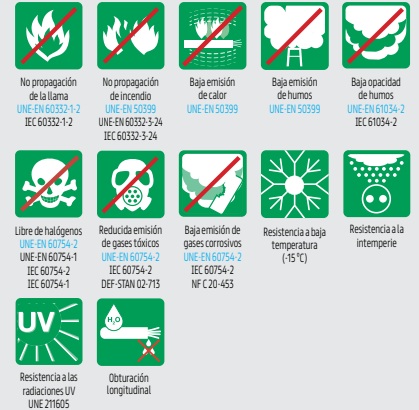 No propagación
de la llama
UNE-EN 60332-1-2
IEC 60332-1-2
No propagación
de incendio
UNE-EN 50399
UNE-EN 60332-3-24
IEC 60332-3-24
Baja emisión
de calor
UNE-EN 50399
Baja emisión
de humos
UNE-EN 50399
Baja opacidad
de humos
UNE-EN 61034-2
IEC 61034-2
Libre de halógenos
UNE-EN 60754-2
UNE-EN 60754-1
IEC 60754-2
IEC 60754-1
Reducida emisión
de gases tóxicos
UNE-EN 60754-2
IEC 60754-2
DEF-STAN 02-713
Baja emisión de
gases corrosivos
UNE-EN 60754-2
IEC 60754-2
NF C 20-453
Resistencia a baja
temperatura
(-15 °C)
Resistencia a la
intemperie
UV
Resistencia a las
radiaciones UV
UNE 211605
H₂O
Obturación
longitudinal